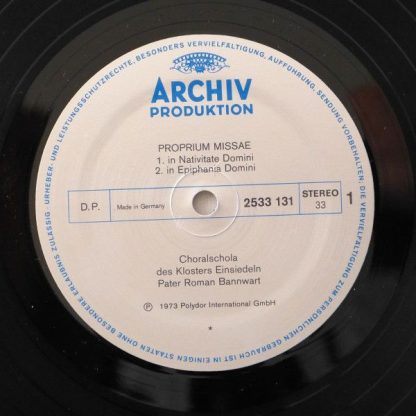 ALLE URHEBER- UND LEISTUNGSSCHUTZRECHTE, BESONDERS VERVIELFÄLTIGUNG, AUFFÜHRUNG, SENDUNG VORBEHALTEN. DIE VERVIELFÄLTIGUNG ZUM PERSÖNLICHEN GEBRAUCH IST IN EINIGEN STAATEN OHNE BESONDERE ERLAUBNIS ZULÄSSIG
ARCHIV
PRODUKTION
PROPRIUM MISSAE
1. in Nativitate Domini
2. in Epiphania Domini
D.P.
Made in Germany
2533 131
STEREO
33
1
Choralschola
des Klosters Einsiedeln
Pater Roman Bannwart
℗ 1973 Polydor International GmbH
*